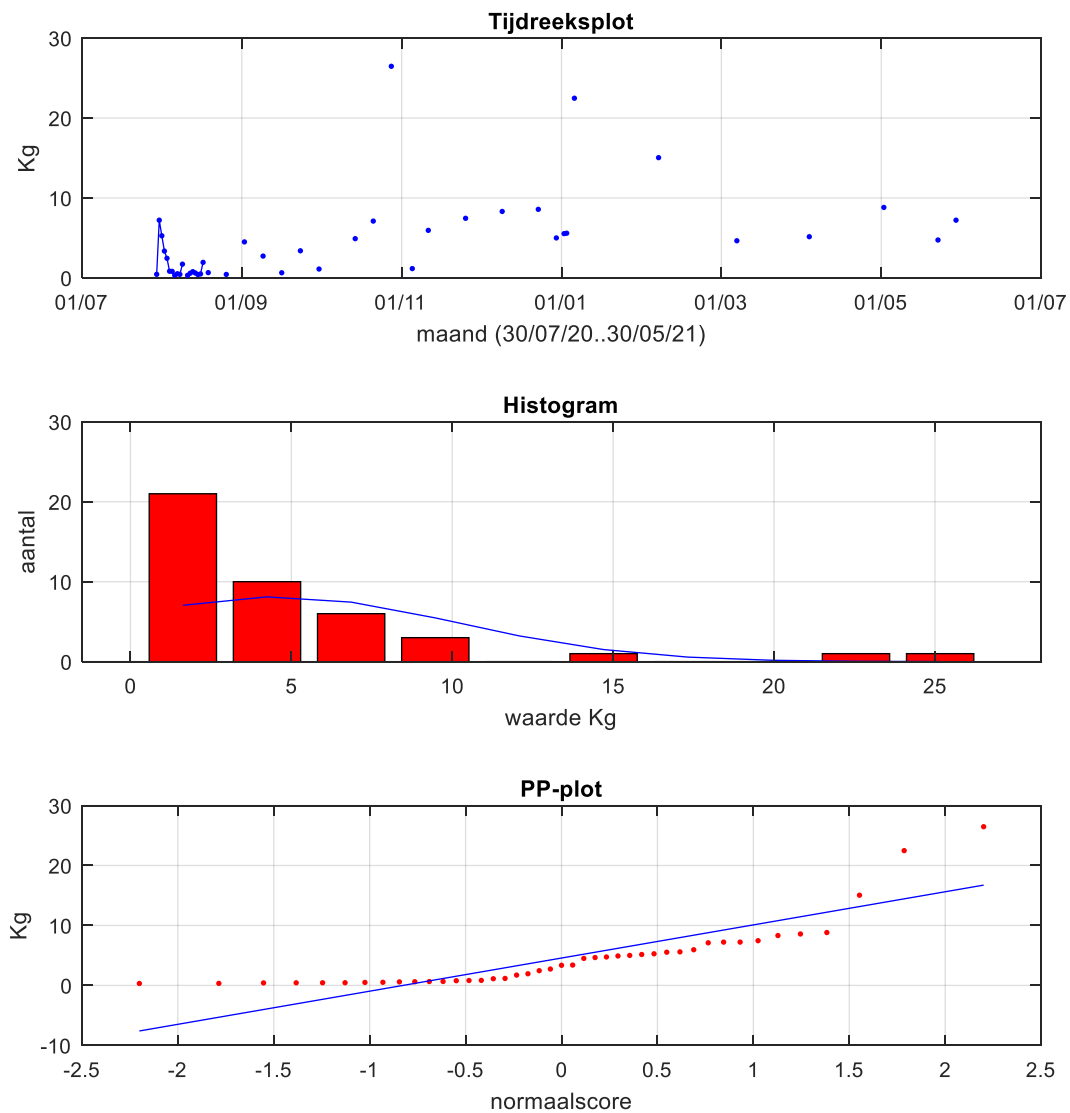 Tijdreeksplot
30
20
10
0
Kg
01/07 01/09 01/11 01/01 01/03 01/05 01/07
maand (30/07/20..30/05/21)
Histogram
30
20
10
0
aantal
0 5 10 15 20 25
waarde Kg
PP-plot
30
20
10
0
-10
Kg
-2.5 -2 -1.5 -1 -0.5 0 0.5 1 1.5 2 2.5
normaalscore